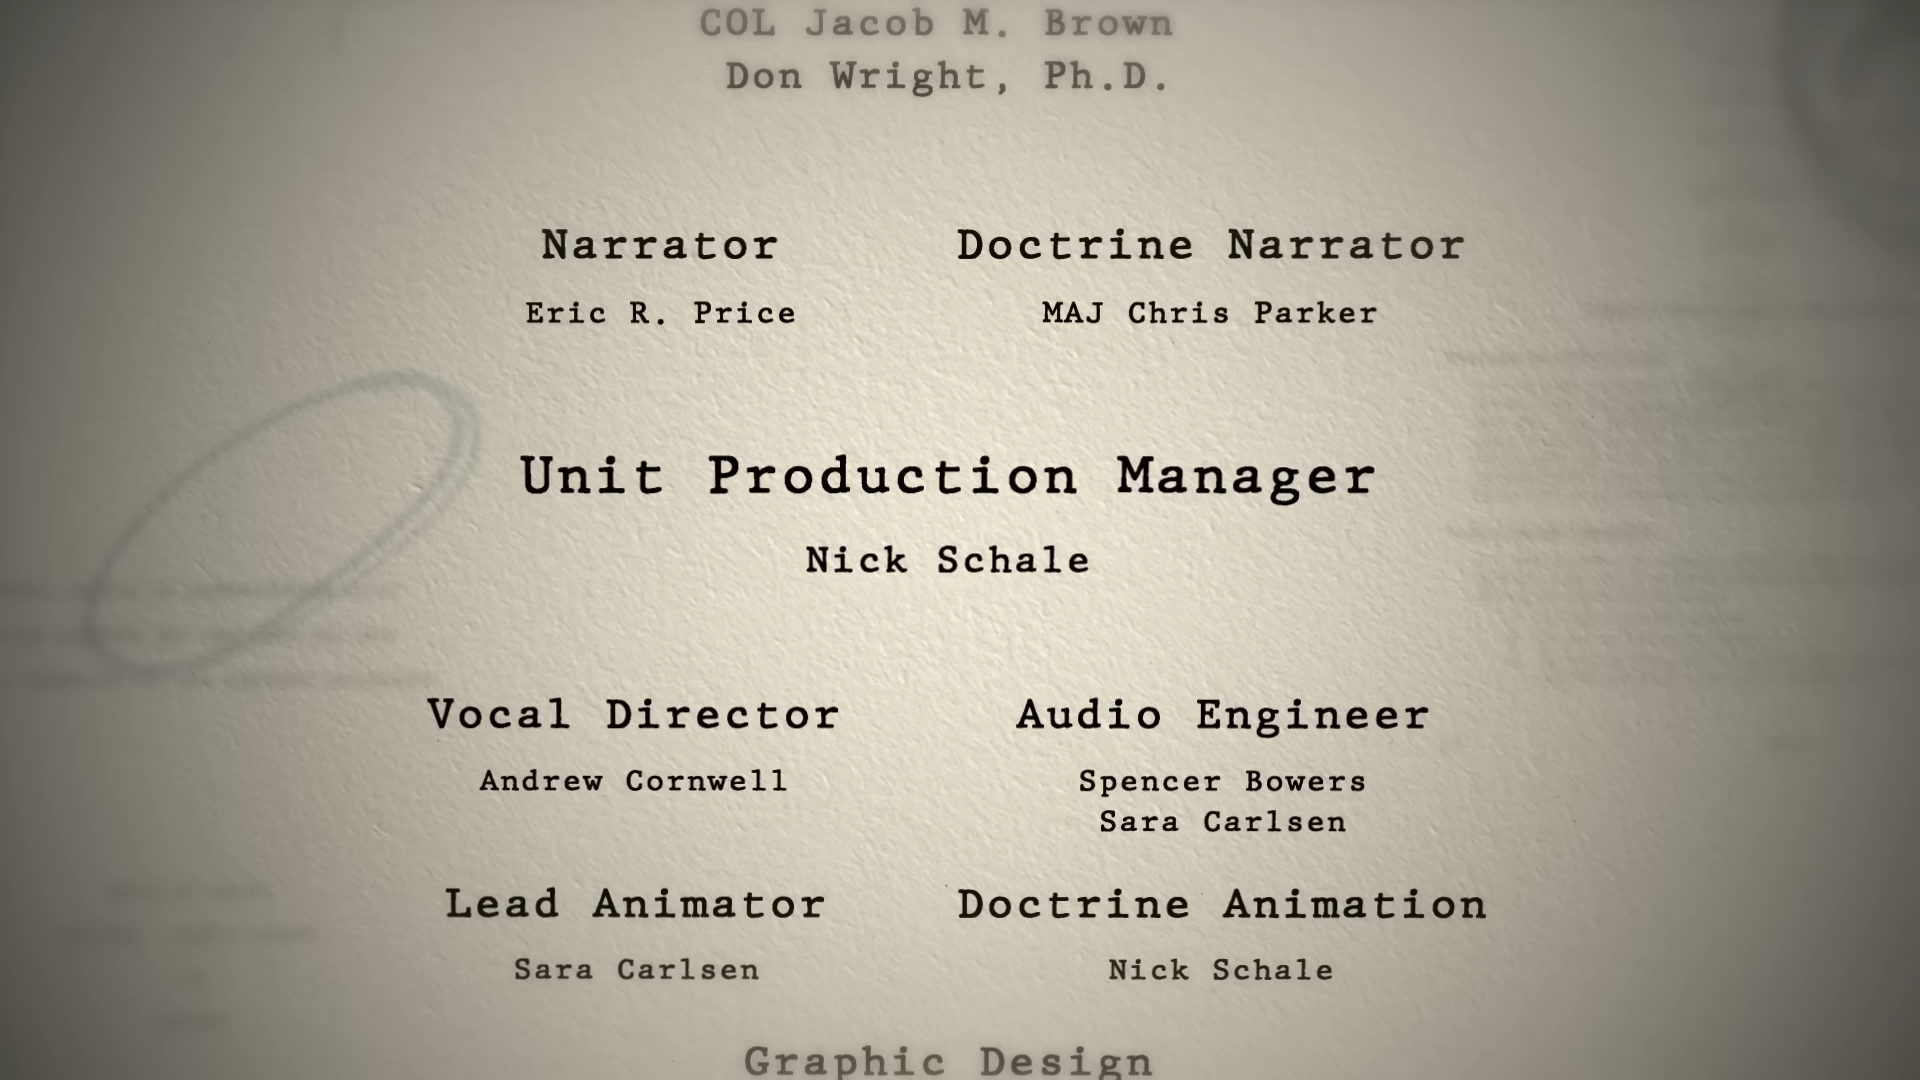 COL Jacob M. Brown
Don Wright, Ph.D.
Narrator
Eric R. Price
Doctrine Narrator
MAJ Chris Parker
Unit Production Manager
Nick Schale
Vocal Director
Andrew Cornwell
Audio Engineer
Spencer Bowers
Sara Carlsen
Lead Animator
Sara Carlsen
Doctrine Animation
Nick Schale
Graphic Design